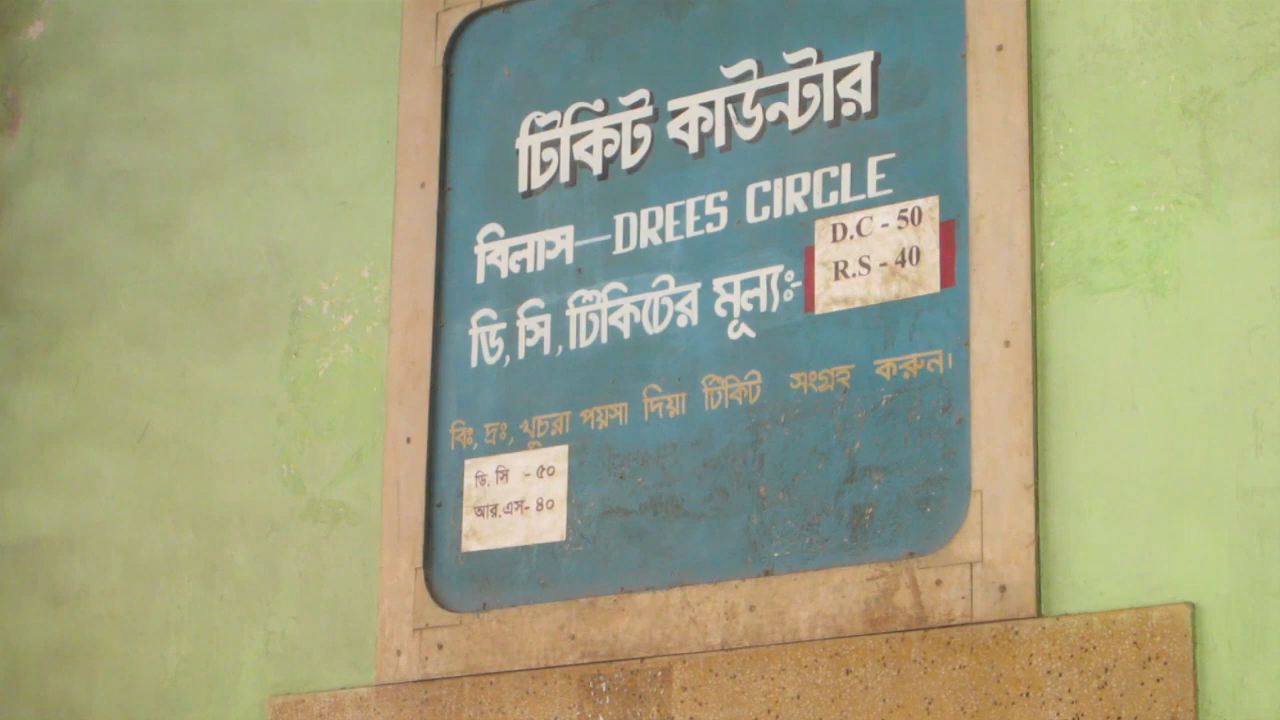 টিকিট কাউন্টার
বিলাস—DREES CIRCLE
ডি, সি, টিকিটের মূল্যঃ-
D.C - 50
R.S - 40
বিঃ, দ্রঃ, খুচরা পয়সা দিয়া টিকিট সংগ্রহ করুন।
ডি. সি - ৫০
আর.এস- ৪০